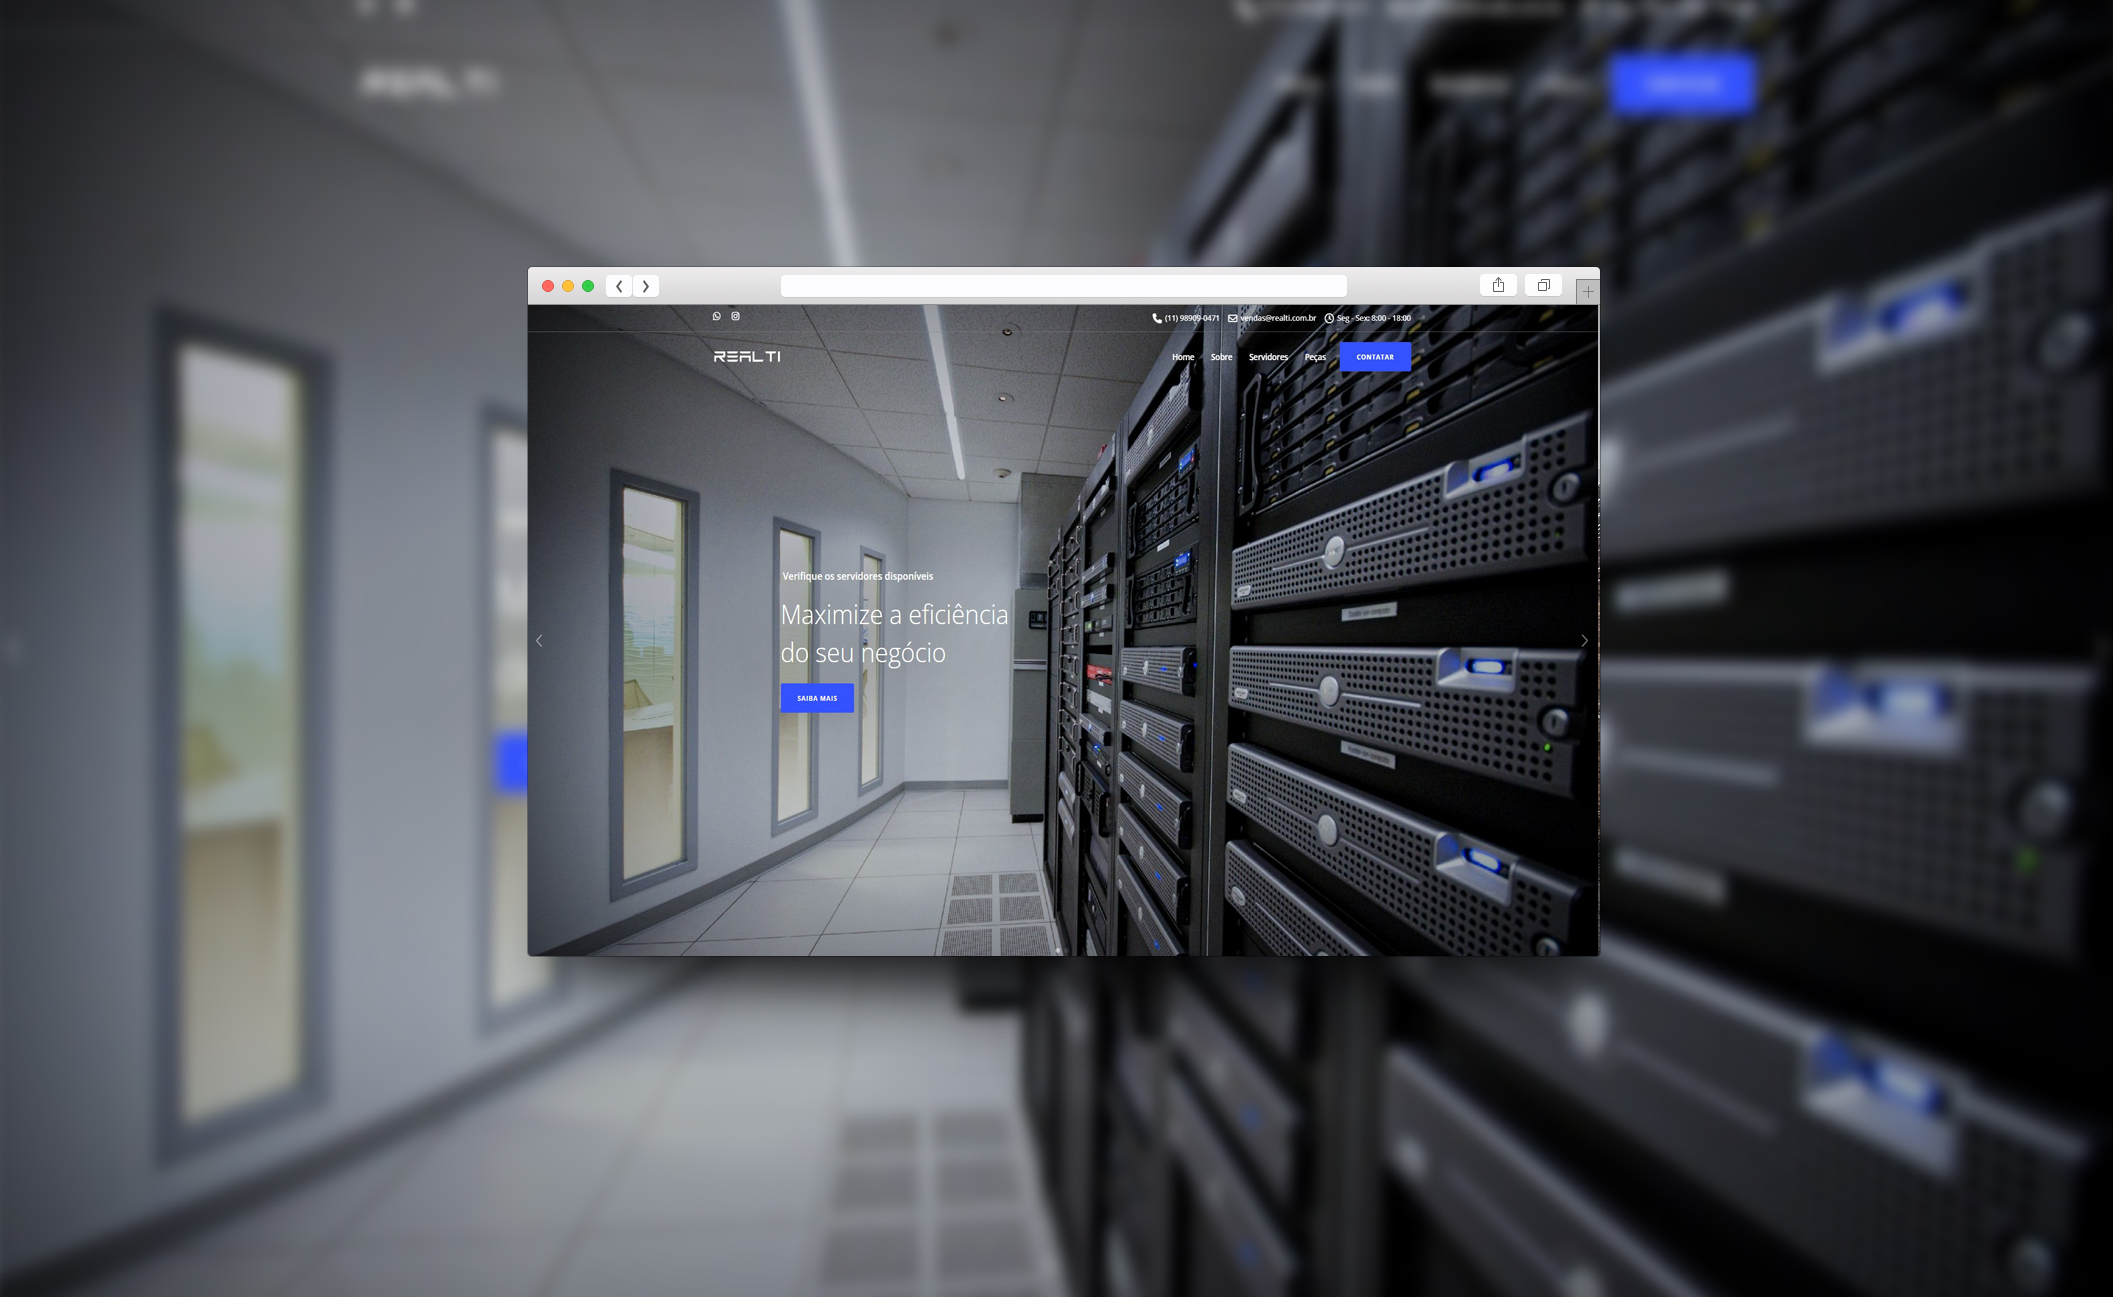 (11) 98909-0471 vendas@realti.com.br Seg - Sex: 8:00 - 18:00
REALTI Home Sobre Servidores Peças CONTATAR
Verifique os servidores disponíveis
Maximize a eficiência
do seu negócio
SAIBA MAIS